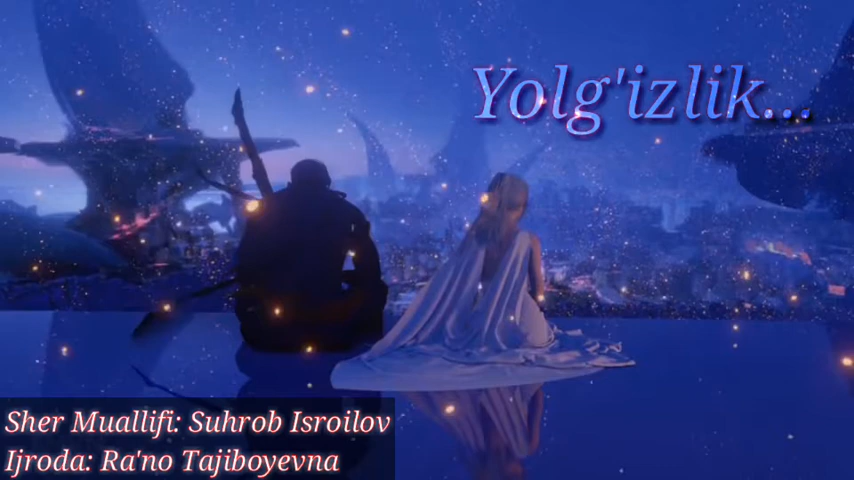 Yolg'izlik...
Sher Muallifi: Suhrob Isroilov
Ijroda: Ra'no Tajiboyevna